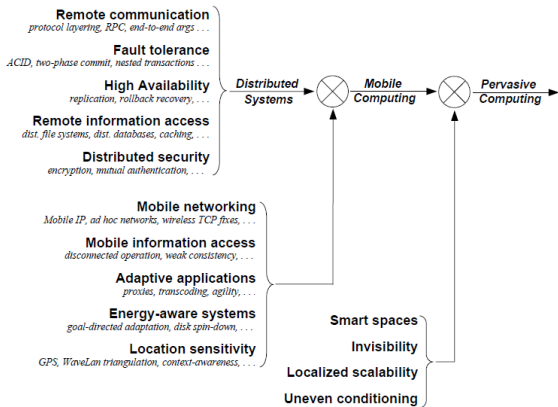 Remote communication
protocol layering, RPC, end-to-end args . . .
Fault tolerance
ACID, two-phase commit, nested transactions . . .
High Availability
replication, rollback recovery, . . .
Remote information access
dist. file systems, dist. databases, caching, . . .
Distributed security
encryption, mutual authentication, . . .
Distributed
Systems
Mobile
Computing
Pervasive
Computing
Mobile networking
Mobile IP, ad hoc networks, wireless TCP fixes, . . .
Mobile information access
disconnected operation, weak consistency, . . .
Adaptive applications
proxies, transcoding, agility, . . .
Energy-aware systems
goal-directed adaptation, disk spin-down, . . .
Location sensitivity
GPS, WaveLan triangulation, context-awareness, . . .
Smart spaces
Invisibility
Localized scalability
Uneven conditioning